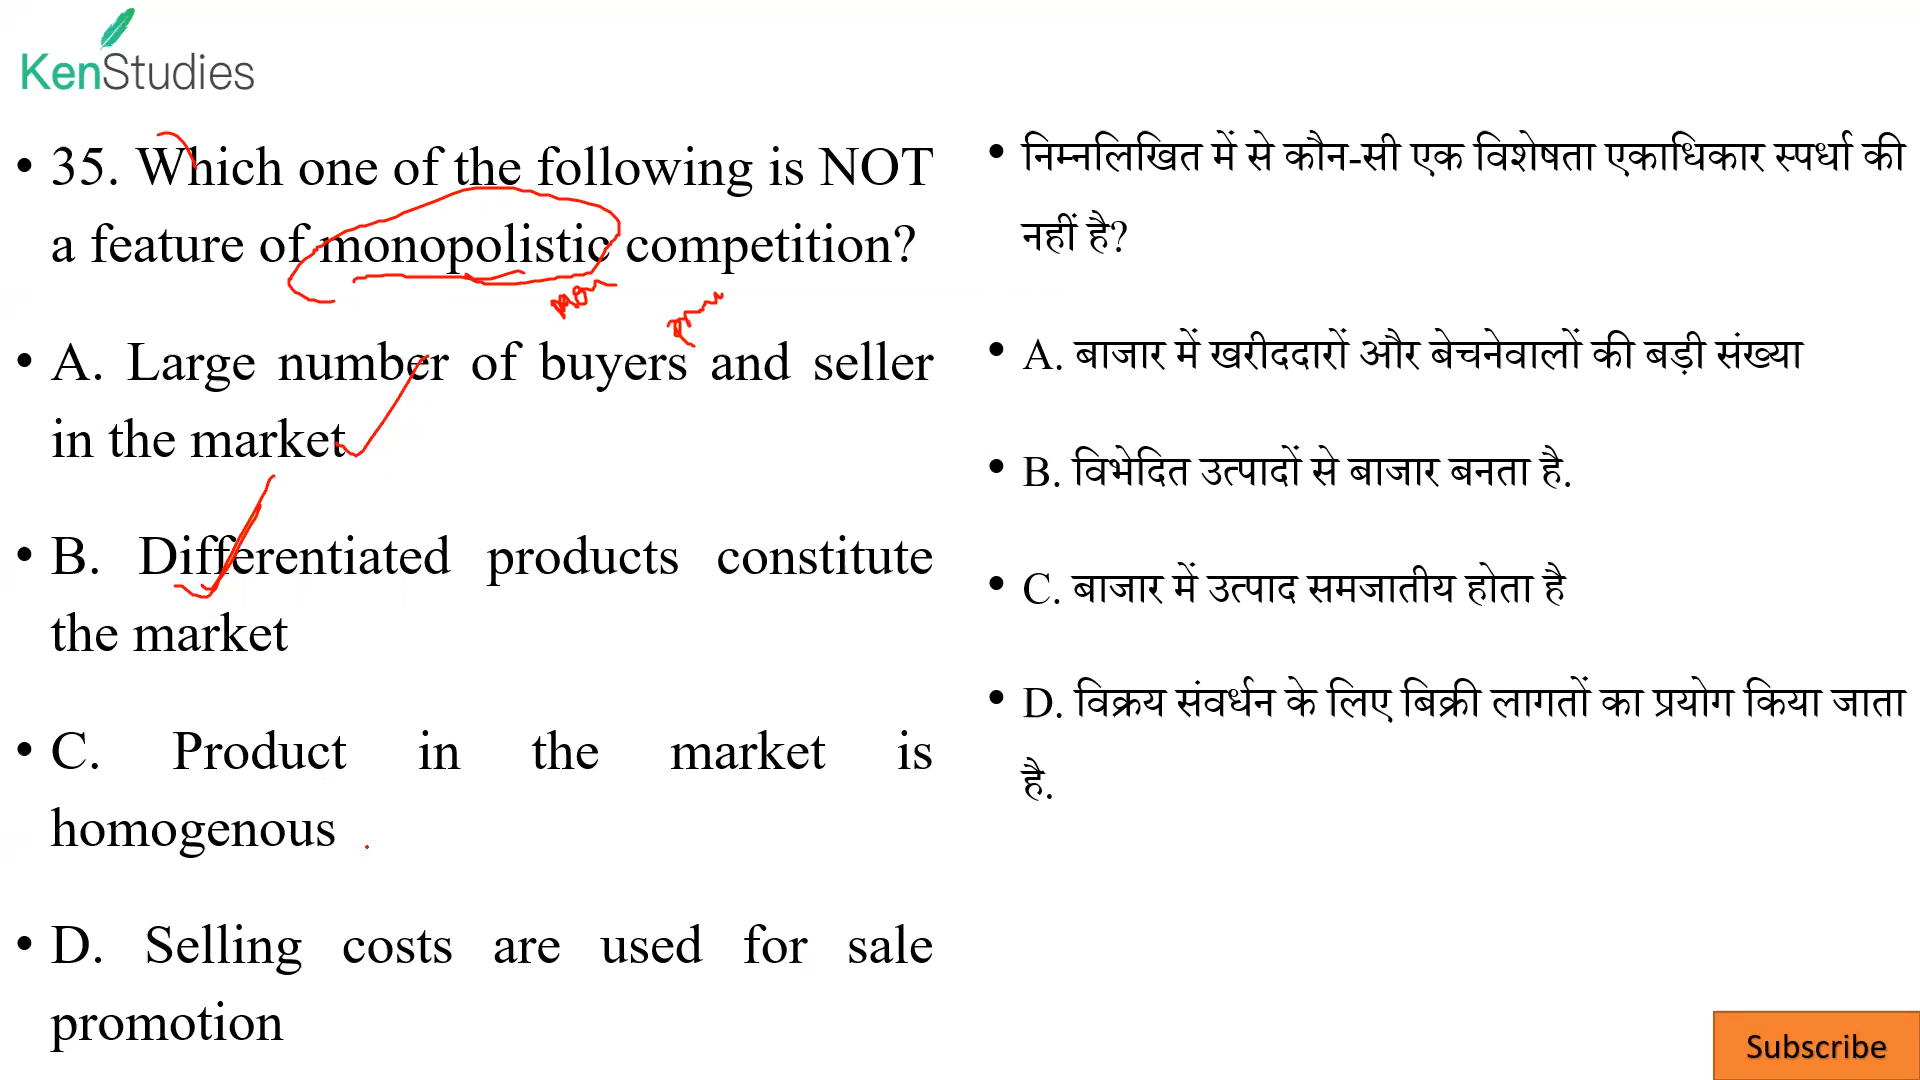 KenStudies
• 35. Which one of the following is NOT
a feature of monopolistic competition?
• A. Large number of buyers and seller
in the market
• B. Differentiated products constitute
the market
• C. Product in the market is
homogenous
• D. Selling costs are used for sale
promotion
• निम्नलिखित में से कौन-सी एक विशेषता एकाधिकार स्पर्धा की
नहीं है?
• A. बाजार में खरीददारों और बेचनेवालों की बड़ी संख्या
• B. विभेदित उत्पादों से बाजार बनता है.
• C. बाजार में उत्पाद समजातीय होता है
• D. विक्रय संवर्धन के लिए बिक्री लागतों का प्रयोग किया जाता
है.
Subscribe